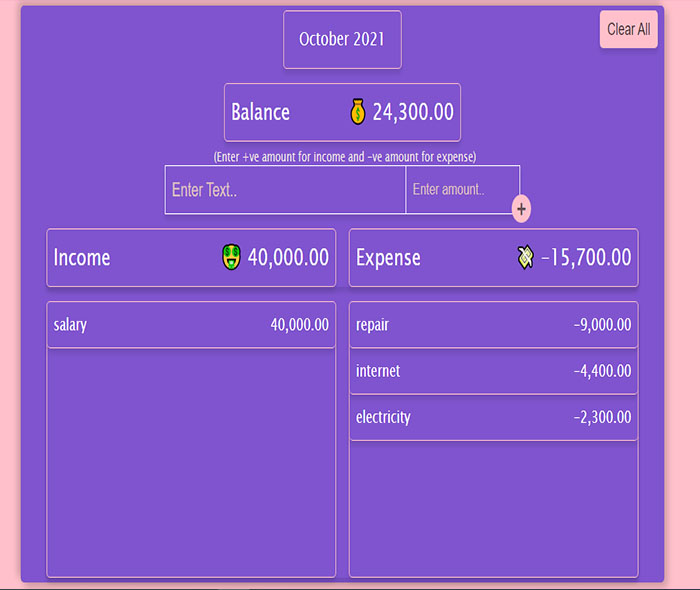 October 2021
Clear All
Balance 24,300.00
(Enter +ve amount for income and -ve amount for expense)
Enter Text.. Enter amount..
+
Income 40,000.00
Expense -15,700.00
salary 40,000.00
repair -9,000.00
internet -4,400.00
electricity -2,300.00